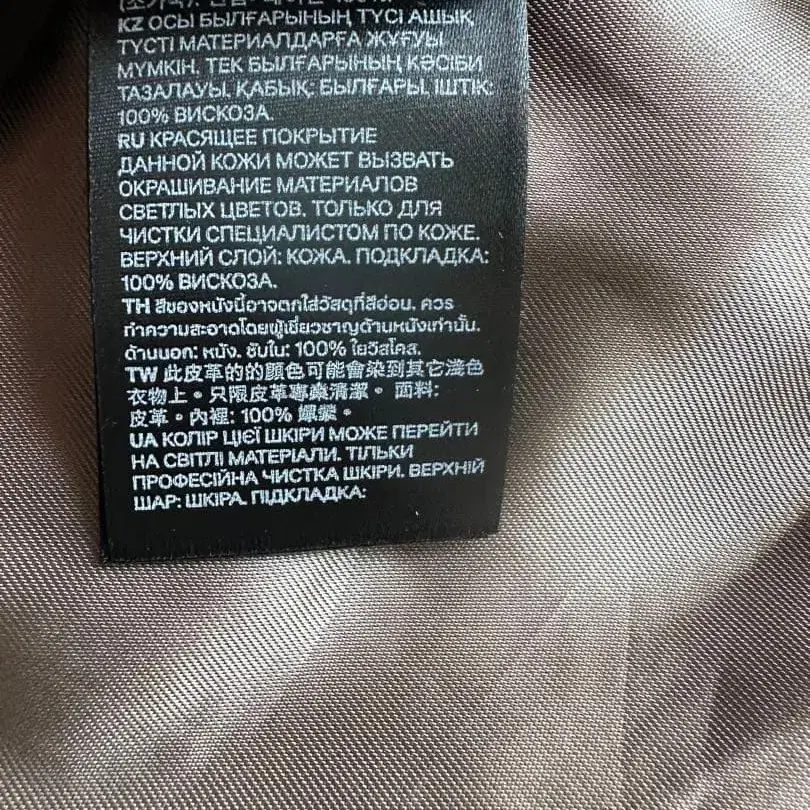 KZ ОСЫ БЫЛҒАРЫНЫҢ ТҮСІ АШЫҚ
ТҮСТІ МАТЕРИАЛДАРҒА ЖҰҒУЫ
МҮМКІН. ТЕК БЫЛҒАРЫНЫҢ КӘСІБИ
ТАЗАЛАУЫ. ҚАБЫҚ: БЫЛҒАРЫ, ІШТІК:
100% ВИСКОЗА.
RU КРАСЯЩЕЕ ПОКРЫТИЕ
ДАННОЙ КОЖИ МОЖЕТ ВЫЗВАТЬ
ОКРАШИВАНИЕ МАТЕРИАЛОВ
СВЕТЛЫХ ЦВЕТОВ. ТОЛЬКО ДЛЯ
ЧИСТКИ СПЕЦИАЛИСТОМ ПО КОЖЕ.
ВЕРХНИЙ СЛОЙ: КОЖА. ПОДКЛАДКА:
100% ВИСКОЗА.
TH สีของหนังนี้อาจตกใส่วัสดุที่สีอ่อน. ควร
ทำความสะอาดโดยผู้เชี่ยวชาญด้านหนังเท่านั้น.
ด้านนอก: หนัง. ซับใน: 100% ใยวิสโคส.
TW 此皮革的的顏色可能會染到其它淺色
衣物上。只限皮革專業清潔。 面料:
皮革。內裡: 100% 嫘縈。
UA КОЛІР ЦІЄЇ ШКІРИ МОЖЕ ПЕРЕЙТИ
НА СВІТЛІ МАТЕРІАЛИ. ТІЛЬКИ
ПРОФЕСІЙНА ЧИСТКА ШКІРИ. ВЕРХНІЙ
ШАР: ШКІРА. ПІДКЛАДКА: